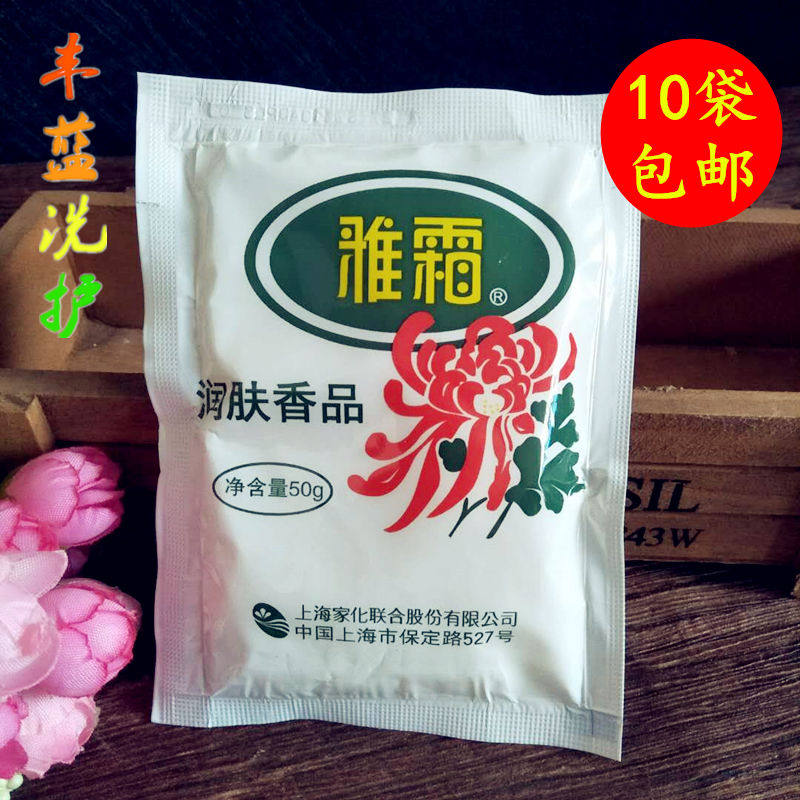 丰蓝洗护
10袋
包邮
雅霜®
润肤香品
净含量50g
上海家化联合股份有限公司
中国上海市保定路527号
SIL
243W